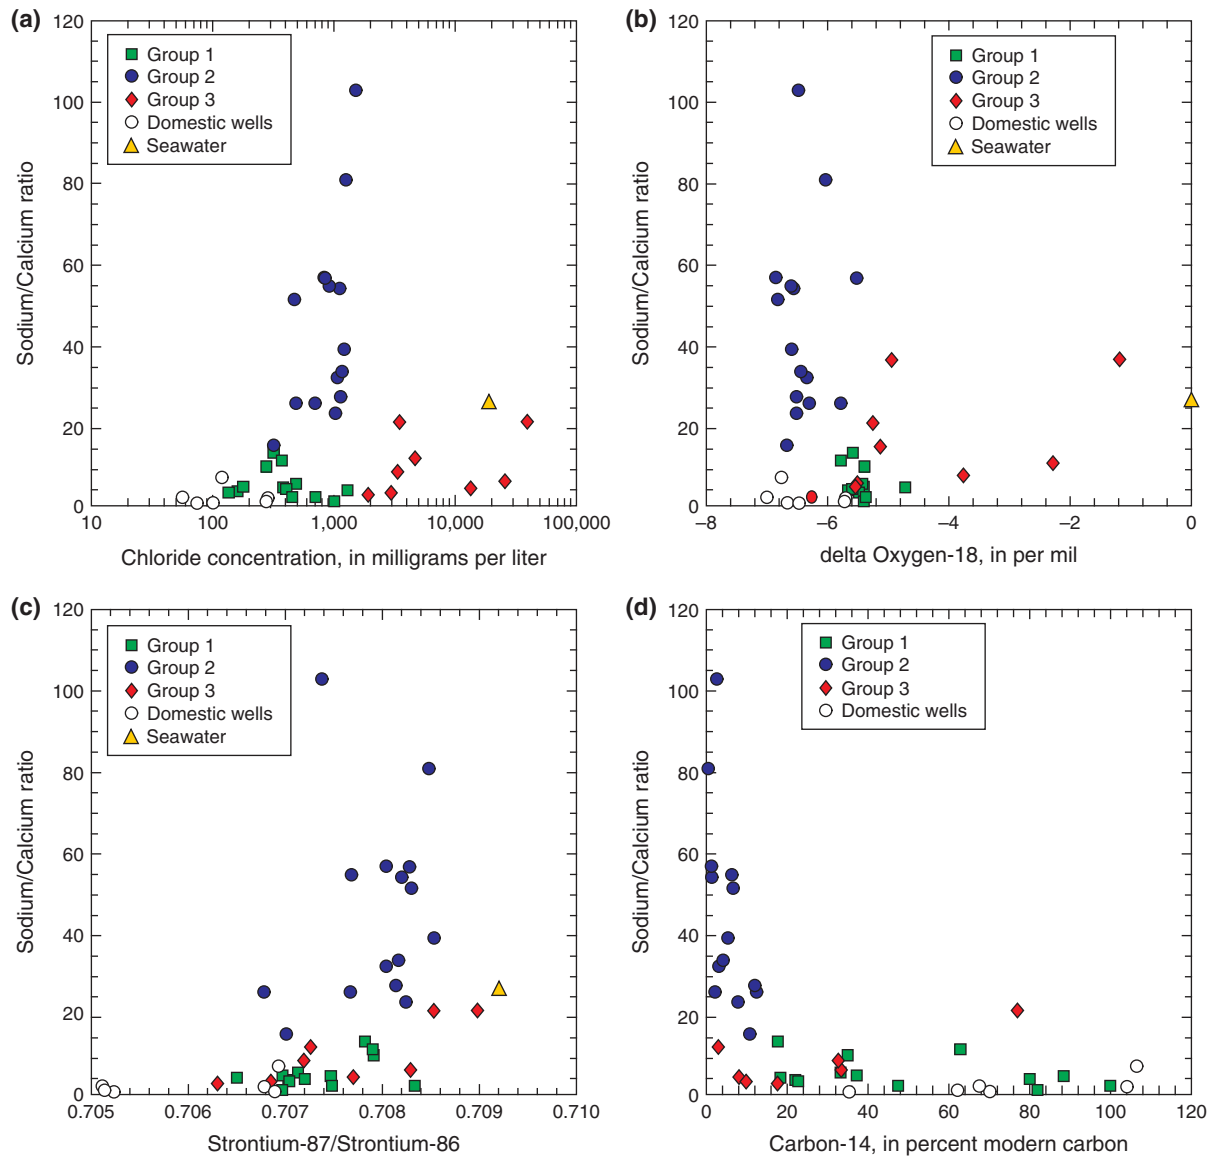 (a)
120
100
80
60
40
20
0
Sodium/Calcium ratio
Group 1
Group 2
Group 3
Domestic wells
Seawater
10 100 1,000 10,000 100,000
Chloride concentration, in milligrams per liter
(b)
120
100
80
60
40
20
0
Sodium/Calcium ratio
Group 1
Group 2
Group 3
Domestic wells
Seawater
−8 −6 −4 −2 0
delta Oxygen-18, in per mil
(c)
120
100
80
60
40
20
0
Sodium/Calcium ratio
Group 1
Group 2
Group 3
Domestic wells
Seawater
0.705 0.706 0.707 0.708 0.709 0.710
Strontium-87/Strontium-86
(d)
120
100
80
60
40
20
0
Sodium/Calcium ratio
Group 1
Group 2
Group 3
Domestic wells
0 20 40 60 80 100 120
Carbon-14, in percent modern carbon